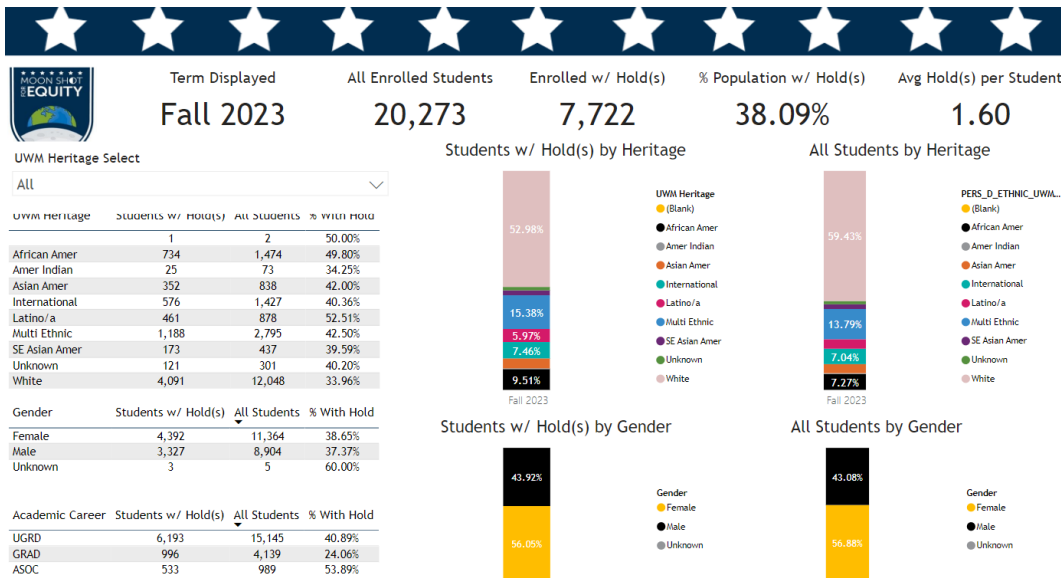 MOON SHOT
FOR EQUITY
Term Displayed
Fall 2023
All Enrolled Students
20,273
Enrolled w/ Hold(s)
7,722
% Population w/ Hold(s)
38.09%
Avg Hold(s) per Student
1.60
UWM Heritage Select
All
UWM Heritage Students w/ Hold(s) All Students % With Hold
1 2 50.00%
African Amer 734 1,474 49.80%
Amer Indian 25 73 34.25%
Asian Amer 352 838 42.00%
International 576 1,427 40.36%
Latino/a 461 878 52.51%
Multi Ethnic 1,188 2,795 42.50%
SE Asian Amer 173 437 39.59%
Unknown 121 301 40.20%
White 4,091 12,048 33.96%
Gender Students w/ Hold(s) All Students % With Hold
Female 4,392 11,364 38.65%
Male 3,327 8,904 37.37%
Unknown 3 5 60.00%
Academic Career Students w/ Hold(s) All Students % With Hold
UGRD 6,193 15,145 40.89%
GRAD 996 4,139 24.06%
ASOC 533 989 53.89%
Students w/ Hold(s) by Heritage
52.98%
15.38%
5.97%
7.46%
9.51%
Fall 2023
UWM Heritage
(Blank)
African Amer
Amer Indian
Asian Amer
International
Latino/a
Multi Ethnic
SE Asian Amer
Unknown
White
All Students by Heritage
59.43%
13.79%
7.04%
7.27%
Fall 2023
PERS_D_ETHNIC_UWM...
(Blank)
African Amer
Amer Indian
Asian Amer
International
Latino/a
Multi Ethnic
SE Asian Amer
Unknown
White
Students w/ Hold(s) by Gender
43.92%
56.05%
Gender
Female
Male
Unknown
All Students by Gender
43.08%
56.88%
Gender
Female
Male
Unknown